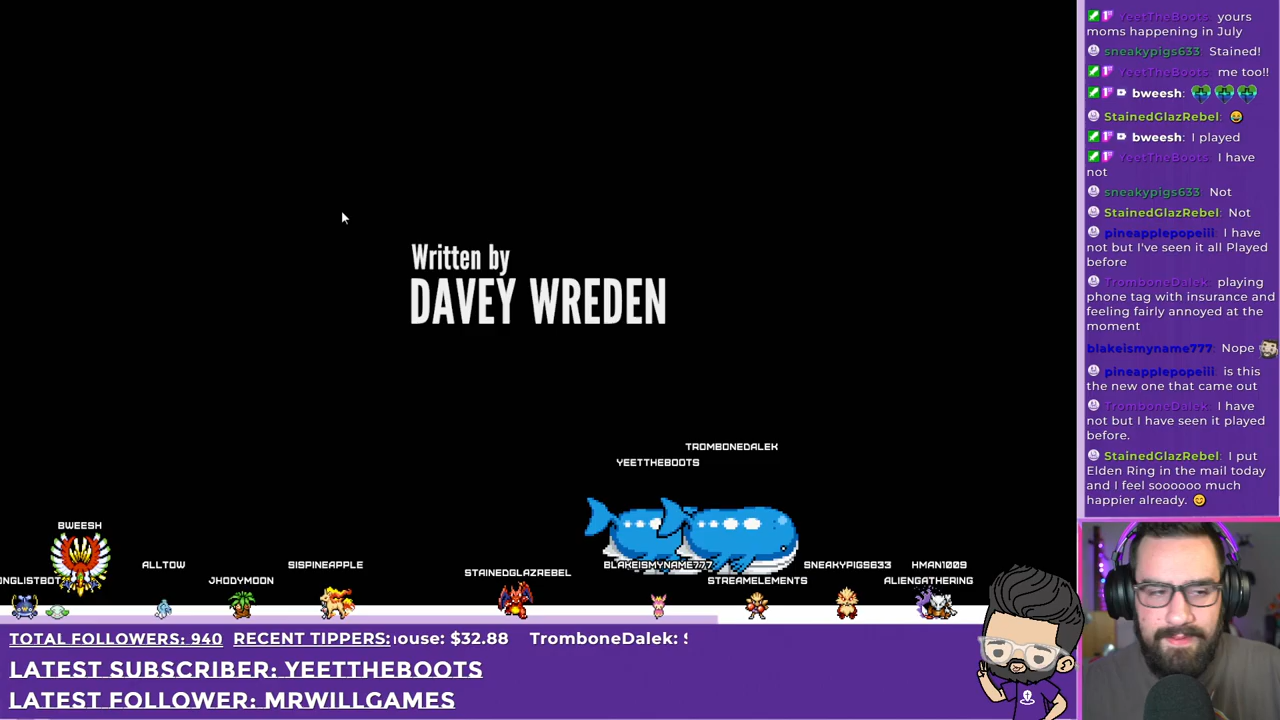 Written by
DAVEY WREDEN
TROMBONEDALEK
YEETTHEBOOTS
BWEESH
ALLTOW
SISPINEAPPLE
STAINEDGLAZREBEL
BLAKEISMYNAME777
SNEAKYPIGS633
HMAN1009
ONGLISTBOT
JHODYMOON
STREAMELEMENTS
ALIENGATHERING
TOTAL FOLLOWERS: 940 RECENT TIPPERS: ouse: $32.88 TromboneDalek:
LATEST SUBSCRIBER: YEETTHEBOOTS
LATEST FOLLOWER: MRWILLGAMES
YeetTheBoots: yours
moms happening in July
sneakypigs633: Stained!
YeetTheBoots: me too!!
bweesh:
StainedGlazRebel:
bweesh: I played
YeetTheBoots: I have
not
sneakypigs633: Not
StainedGlazRebel: Not
pineapplepopeiii: I have
not but I've seen it all Played
before
TromboneDalek: playing
phone tag with insurance and
feeling fairly annoyed at the
moment
blakeismyname777: Nope
pineapplepopeiii: is this
the new one that came out
TromboneDalek: I have
not but I have seen it played
before.
StainedGlazRebel: I put
Elden Ring in the mail today
and I feel soooooo much
happier already.